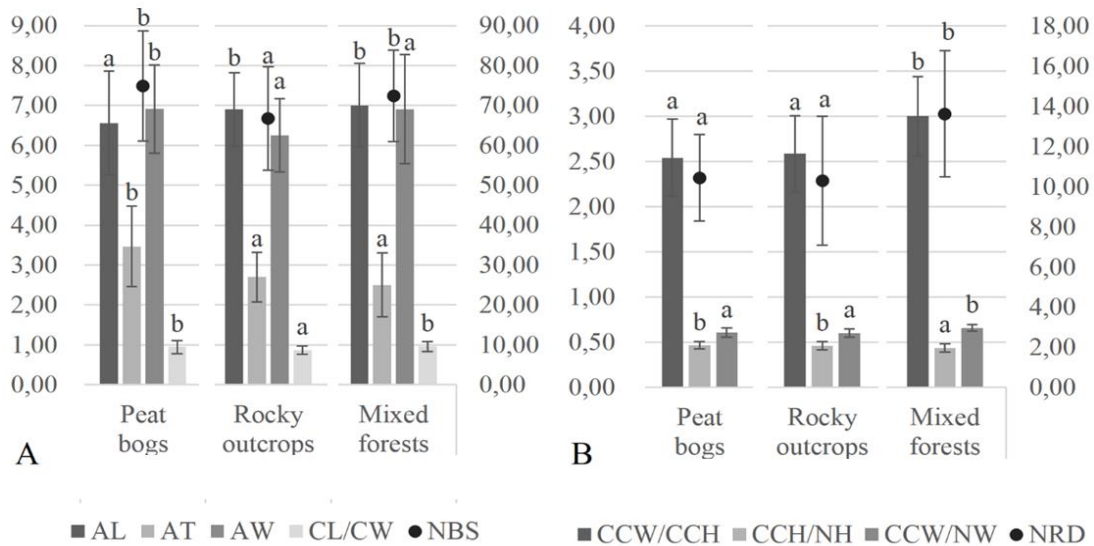 9,00 90,00 4,00 18,00
8,00 80,00 3,50 16,00
7,00 70,00 3,00 14,00
6,00 60,00 2,50 12,00
5,00 50,00 2,00 10,00
4,00 40,00 1,50 8,00
3,00 30,00 1,00 6,00
2,00 20,00 0,50 4,00
1,00 10,00 0,00 2,00
0,00 0,00 0,00
a b b b a a b b a
b a a
b a b
a a a a b b
b a b a a b
Peat bogs
Rocky outcrops
Mixed forests
A
Peat bogs
Rocky outcrops
Mixed forests
B
AL AT AW CL/CW NBS
CCW/CCH CCH/NH CCW/NW NRD